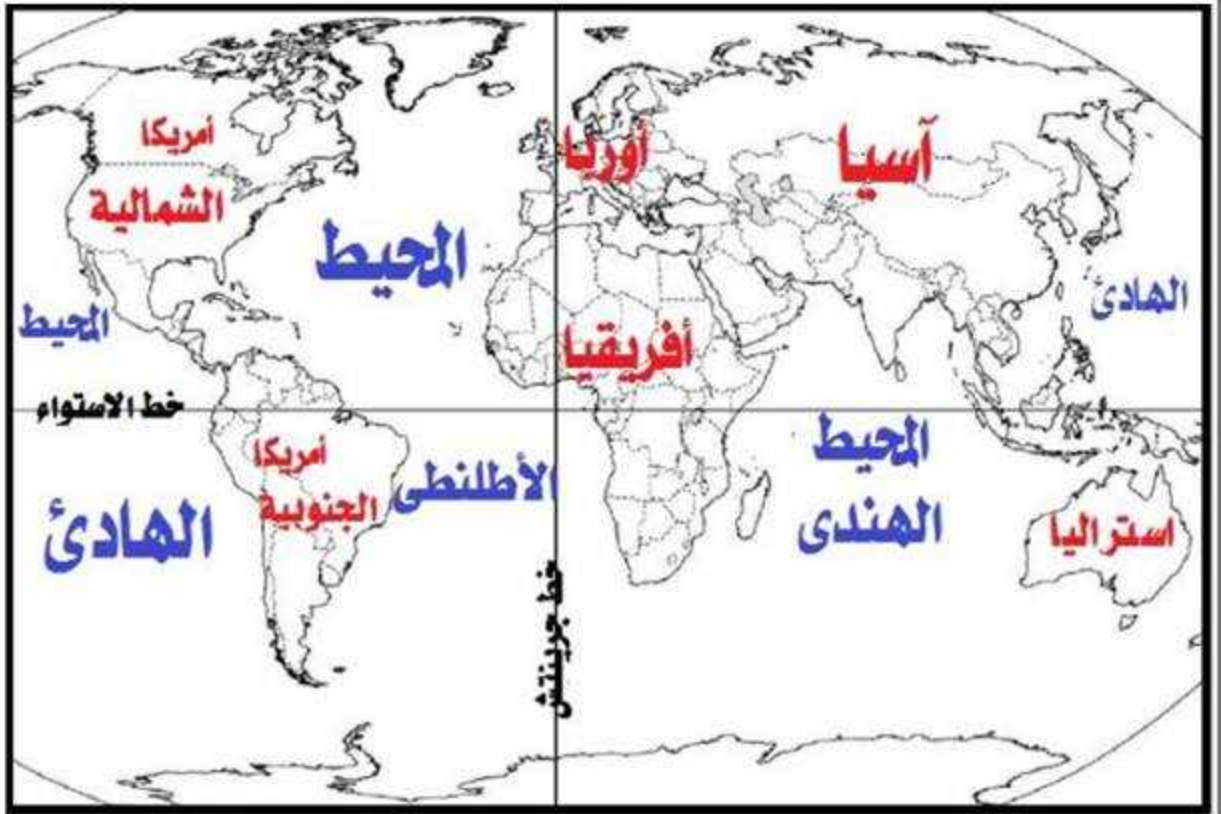 أمريكا
الشمالية
أوربا
آسيا
المحيط
الأطلنطى
المحيط
الهادئ
الهادئ
أفريقيا
خط الاستواء
أمريكا
الجنوبية
المحيط
الهندى
استراليا
خط جرينتش